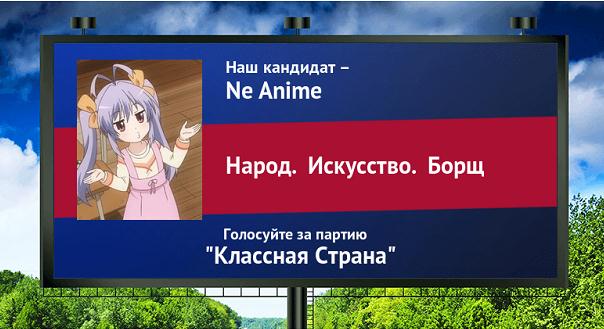 Наш кандидат –
Ne Anime
Народ. Искусство. Борщ
Голосуйте за партию
"Классная Страна"